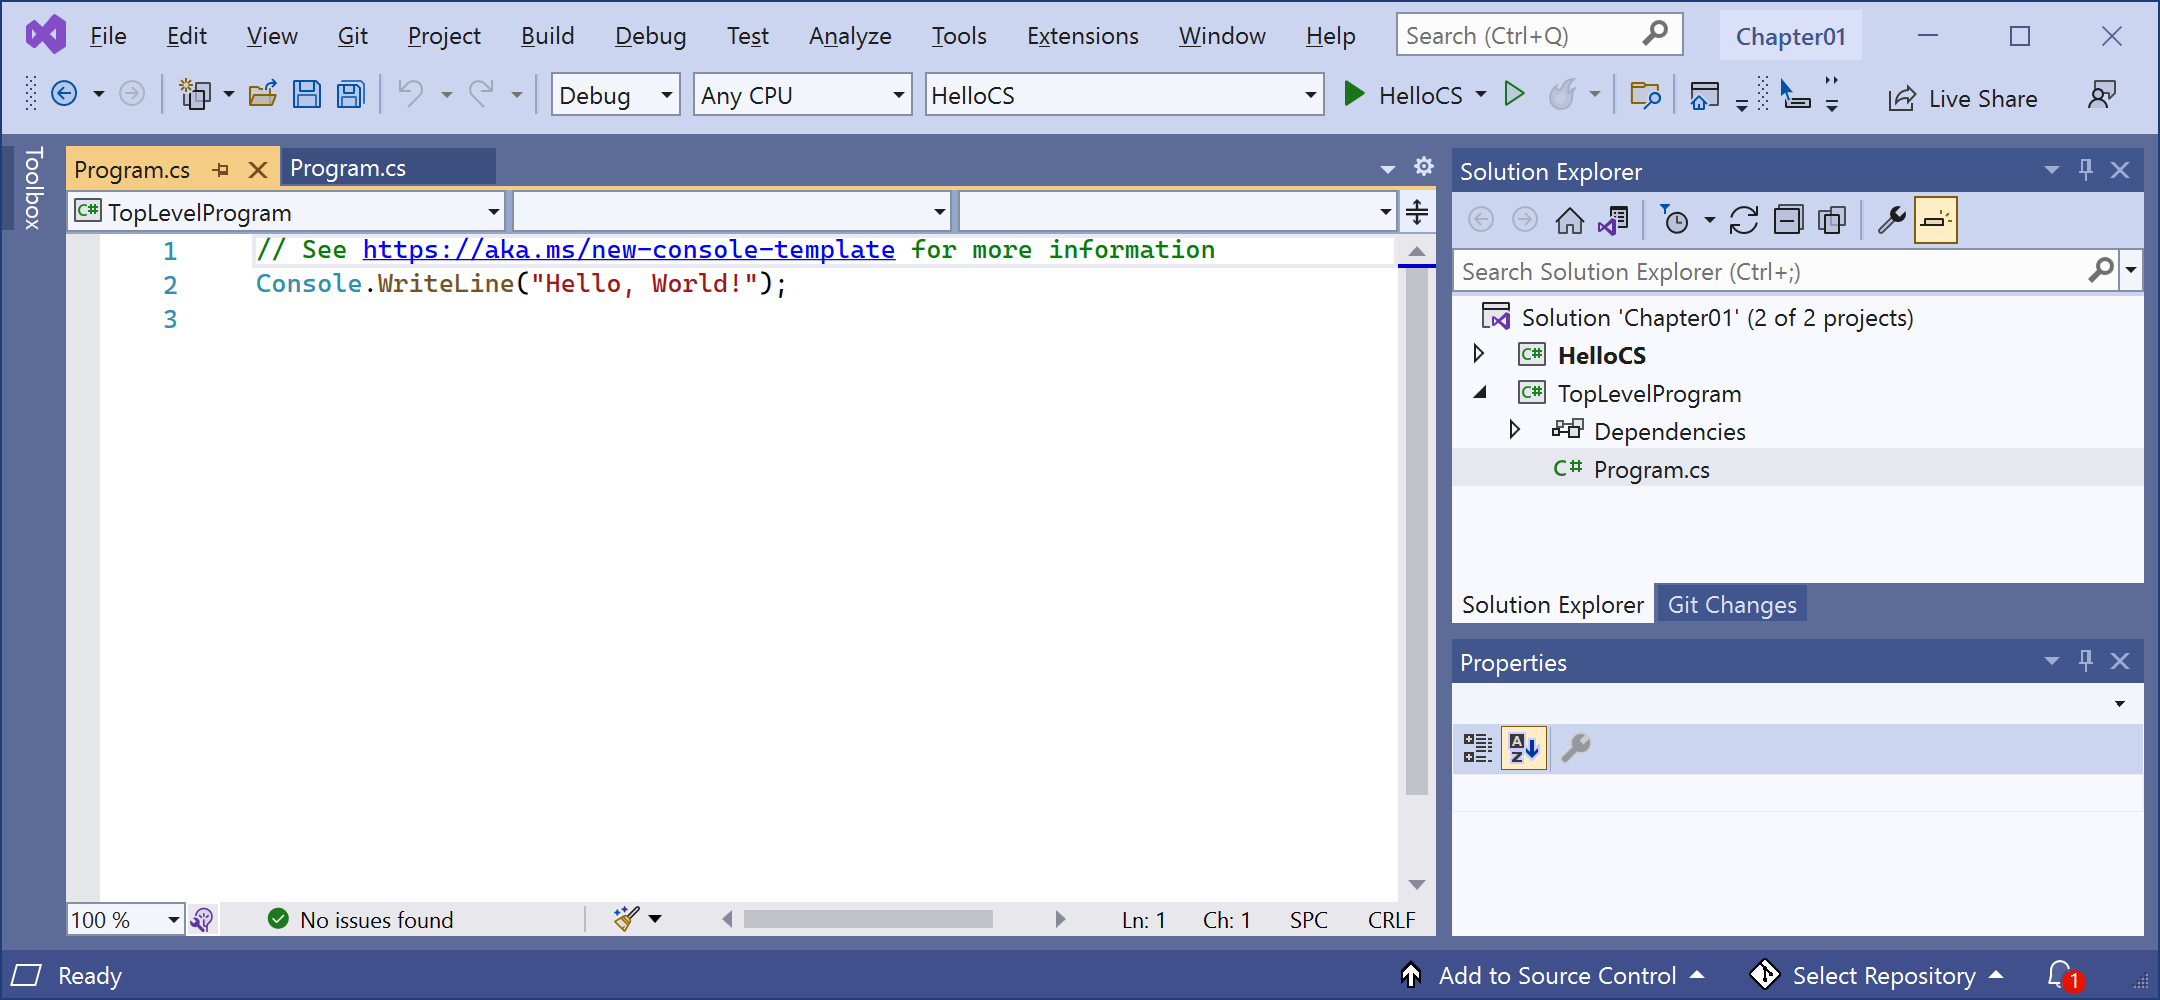 File Edit View Git Project Build Debug Test Analyze Tools Extensions Window Help Search (Ctrl+Q) Chapter01
Debug Any CPU HelloCS HelloCS Live Share
Toolbox
Program.cs Program.cs
C# TopLevelProgram
1 // See https://aka.ms/new-console-template for more information
2 Console.WriteLine("Hello, World!");
3
100 % No issues found Ln: 1 Ch: 1 SPC CRLF
Solution Explorer
Search Solution Explorer (Ctrl+;)
Solution 'Chapter01' (2 of 2 projects)
C# HelloCS
C# TopLevelProgram
Dependencies
C# Program.cs
Solution Explorer Git Changes
Properties
AZ
Ready Add to Source Control Select Repository 1